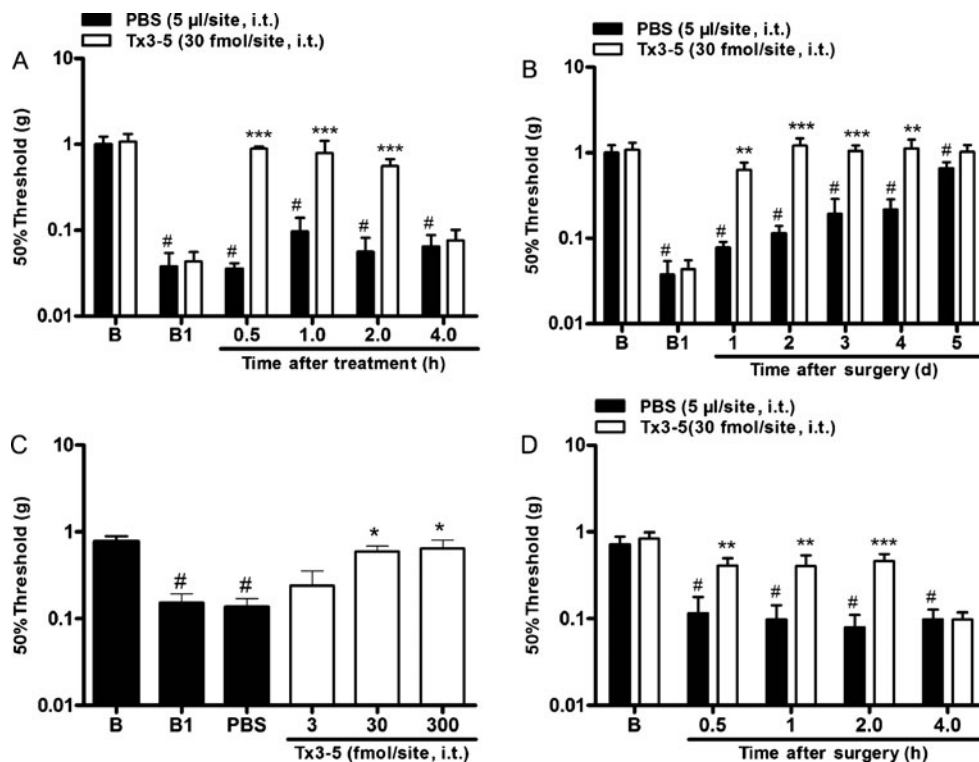 PBS (5 µl/site, i.t.)
Tx3-5 (30 fmol/site, i.t.)
A
50% Threshold (g)
10
1
0.1
0.01
***
***
***
#
#
#
#
#
B
B1
0.5
1.0
2.0
4.0
Time after treatment (h)
PBS (5 µl/site, i.t.)
Tx3-5 (30 fmol/site, i.t.)
B
50% Threshold (g)
10
1
0.1
0.01
**
***
***
**
#
#
#
#
#
#
B
B1
1
2
3
4
5
Time after surgery (d)
C
50% Threshold (g)
10
1
0.1
0.01
#
#
*
*
B
B1
PBS
3
30
300
Tx3-5 (fmol/site, i.t.)
PBS (5 µl/site, i.t.)
Tx3-5(30 fmol/site, i.t.)
D
50% Threshold (g)
10
1
0.1
0.01
**
**
***
#
#
#
#
B
0.5
1
2.0
4.0
Time after surgery (h)